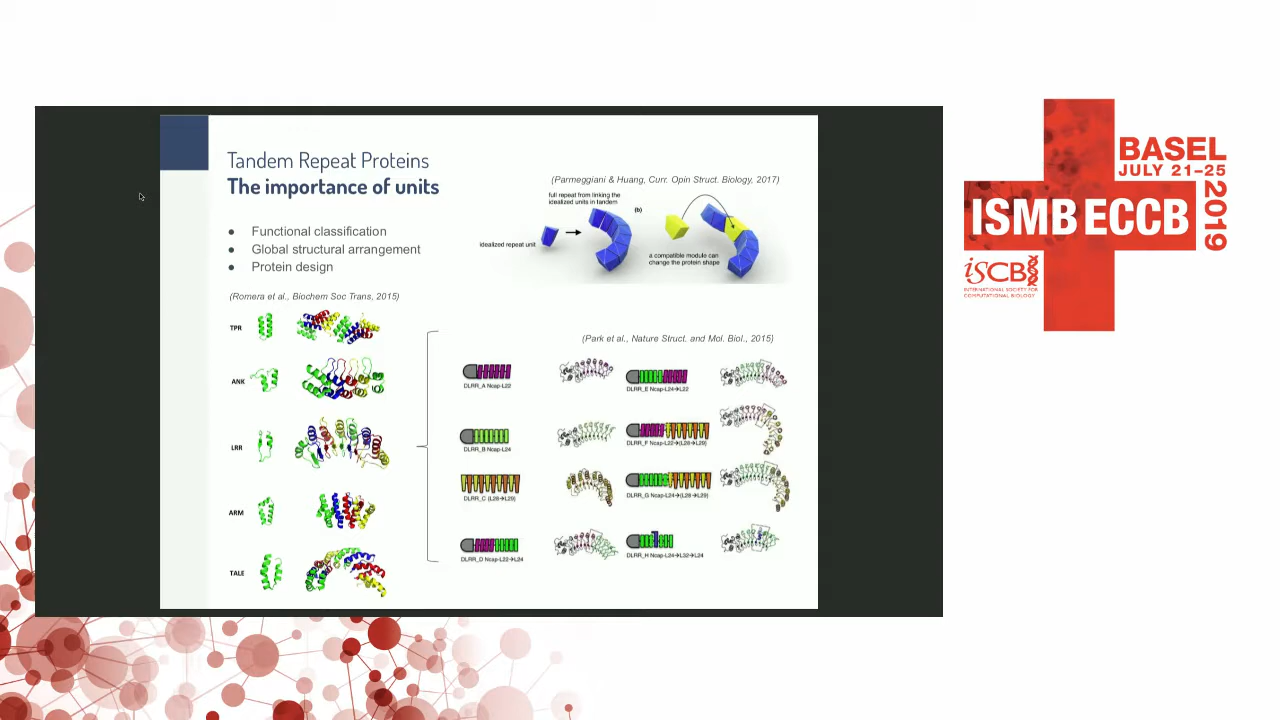 Tandem Repeat Proteins
The importance of units
Functional classification
Global structural arrangement
Protein design
(Parmeggiani & Huang, Curr. Opin Struct. Biology, 2017)
full repeat from linking the
idealized units in tandem
(b)
idealized repeat unit
a compatible module can
change the protein shape
(Romera et al., Biochem Soc Trans, 2015)
TPR
ANK
LRR
ARM
TALE
(Park et al., Nature Struct. and Mol. Biol., 2015)
DLRR_A Ncap-L22
DLRR_E Ncap-L24→L22
DLRR_B Ncap-L24
DLRR_F Ncap-L22→(L28→L29)
DLRR_C (L28→L29)
DLRR_G Ncap-L24→(L28→L29)
DLRR_D Ncap-L22→L24
DLRR_H Ncap-L24→L32→L24
BASEL
JULY 21–25
2019
ISMB ECCB
ISCB
INTERNATIONAL SOCIETY FOR
COMPUTATIONAL BIOLOGY